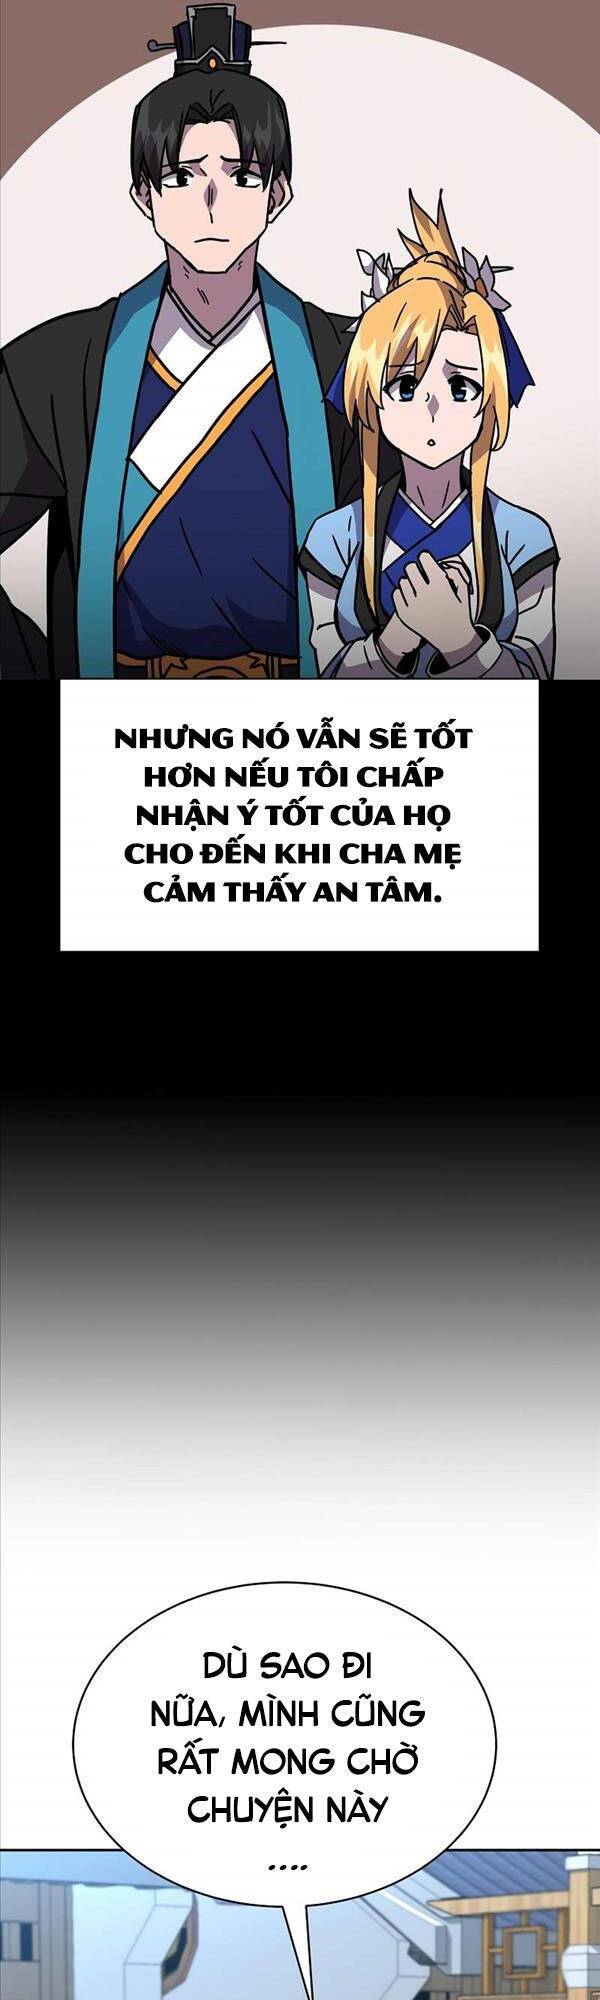 NHƯNG NÓ VẪN SẼ TỐT
HƠN NẾU TÔI CHẤP
NHẬN Ý TỐT CỦA HỌ
CHO ĐẾN KHI CHA MẸ
CẢM THẤY AN TÂM.
DÙ SAO ĐI
NỮA, MÌNH CŨNG
RẤT MONG CHỜ
CHUYỆN NÀY
....